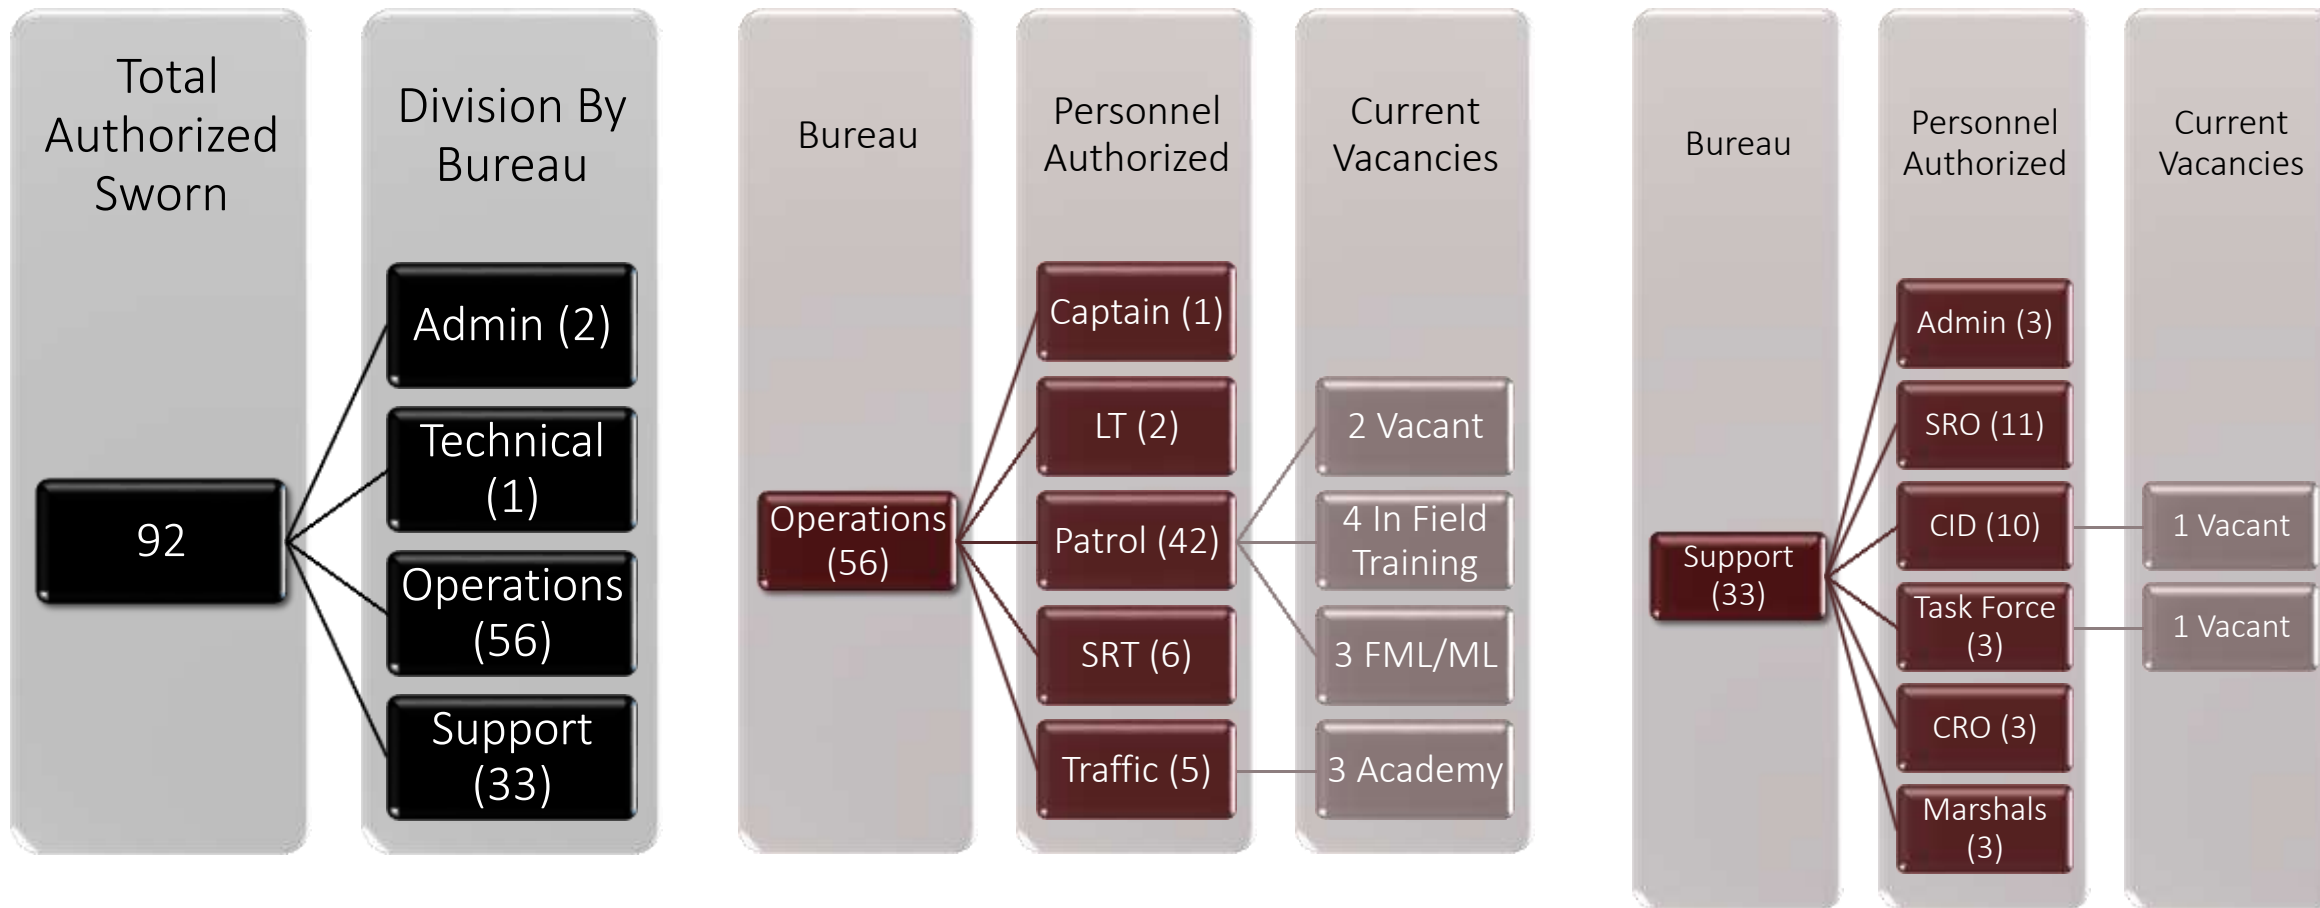 Total
Authorized
Sworn
92
Division By
Bureau
Admin (2)
Technical
(1)
Operations
(56)
Support
(33)
Bureau
Operations
(56)
Personnel
Authorized
Captain (1)
LT (2)
Patrol (42)
SRT (6)
Traffic (5)
Current
Vacancies
2 Vacant
4 In Field
Training
3 FML/ML
3 Academy
Bureau
Support
(33)
Personnel
Authorized
Admin (3)
SRO (11)
CID (10)
Task Force
(3)
CRO (3)
Marshals
(3)
Current
Vacancies
1 Vacant
1 Vacant